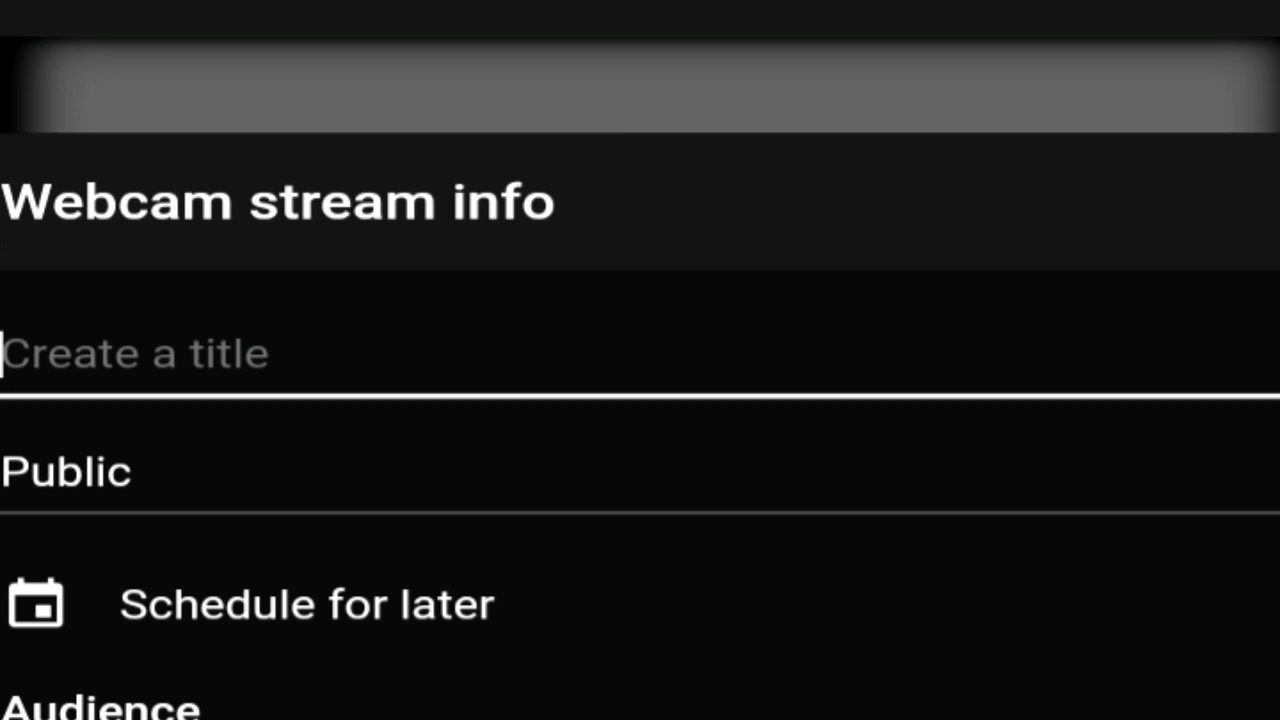 Webcam stream info
Create a title
Public
Schedule for later
Audience